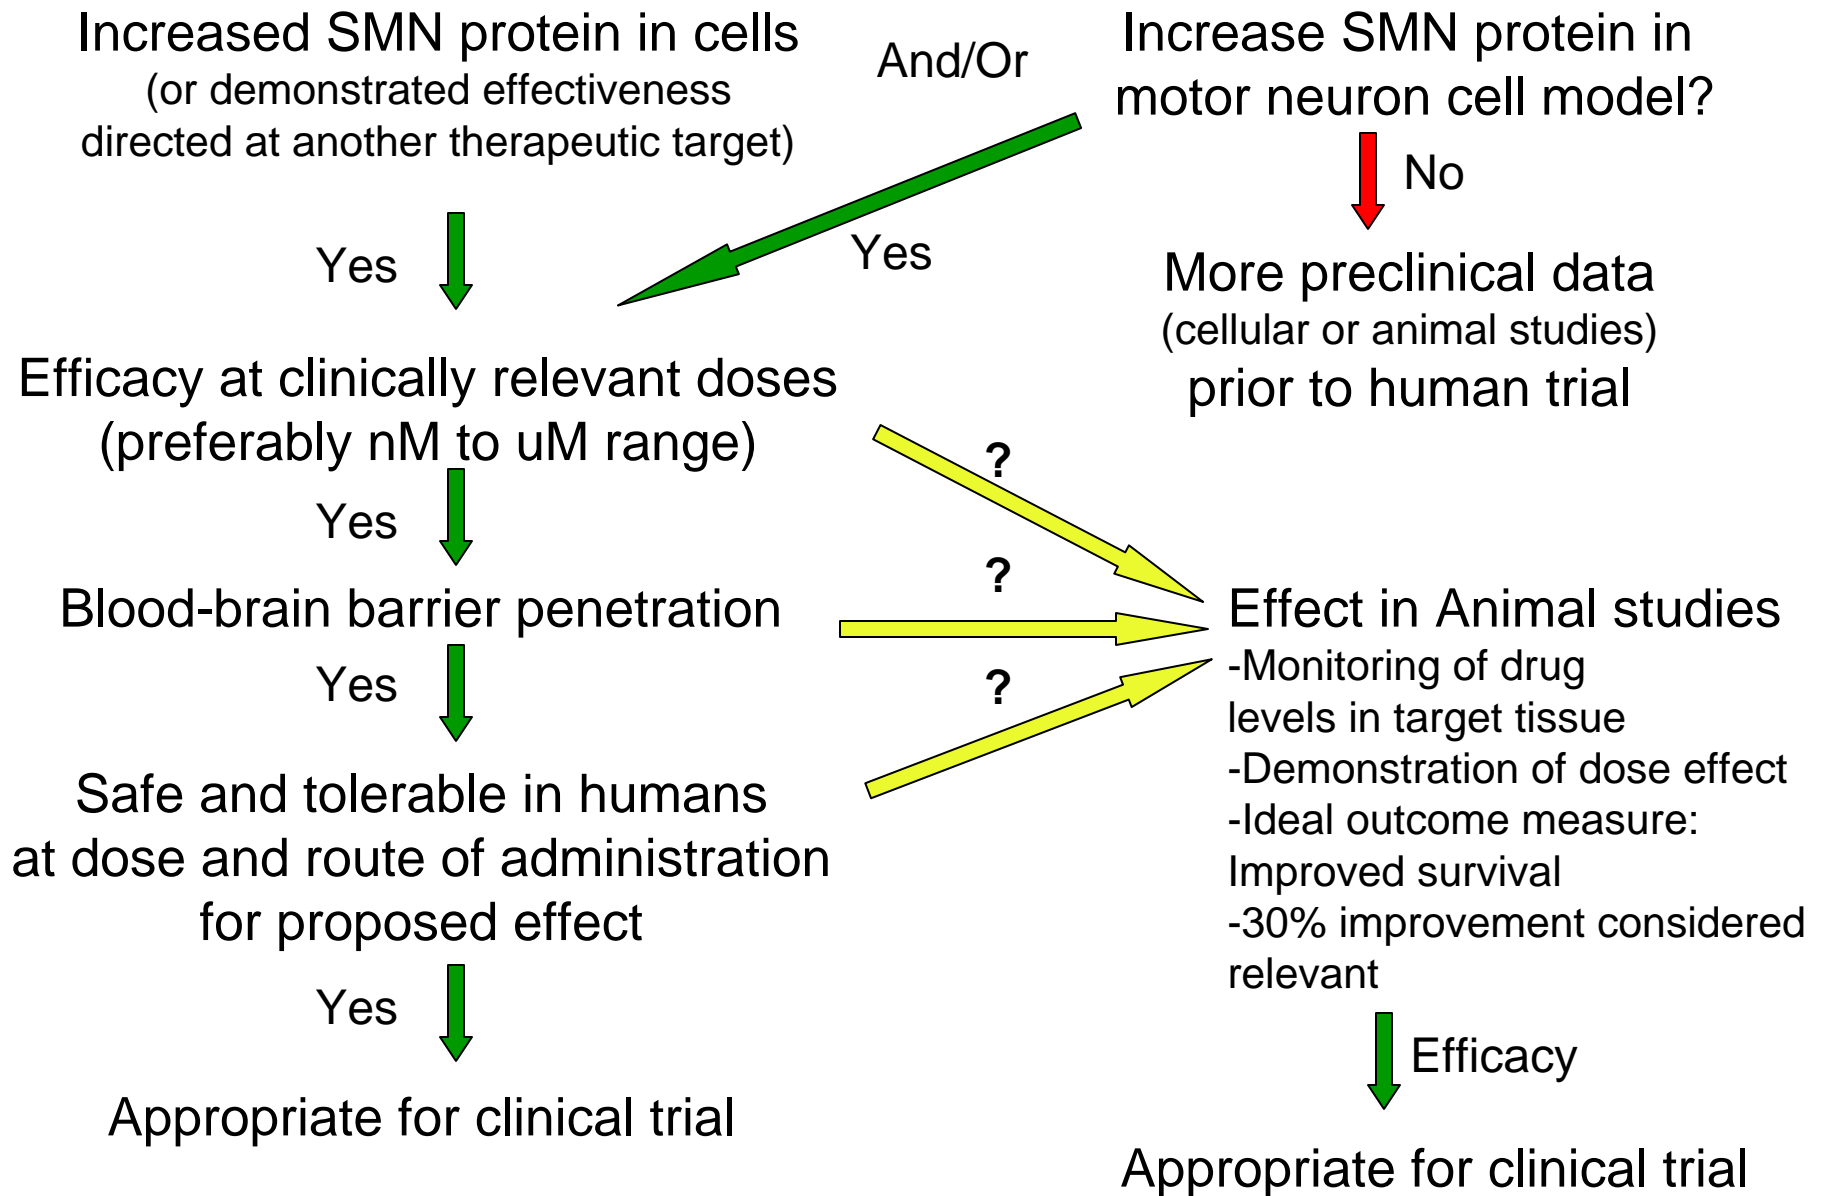 Increased SMN protein in cells
(or demonstrated effectiveness
directed at another therapeutic target)
And/Or
Increase SMN protein in
motor neuron cell model?
No
Yes
Yes
More preclinical data
(cellular or animal studies)
prior to human trial
Efficacy at clinically relevant doses
(preferably nM to uM range)
?
Yes
?
Blood-brain barrier penetration
Yes
?
Effect in Animal studies
-Monitoring of drug
levels in target tissue
-Demonstration of dose effect
-Ideal outcome measure:
Improved survival
-30% improvement considered
relevant
Safe and tolerable in humans
at dose and route of administration
for proposed effect
Yes
Efficacy
Appropriate for clinical trial
Appropriate for clinical trial